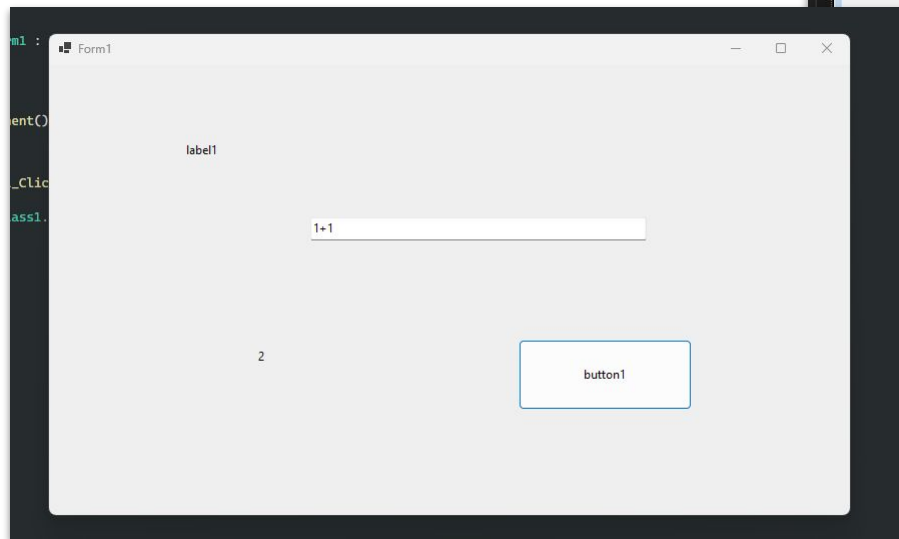 m1 :
Form1
ent()
label1
_Clic
ass1.
1+1
2
button1